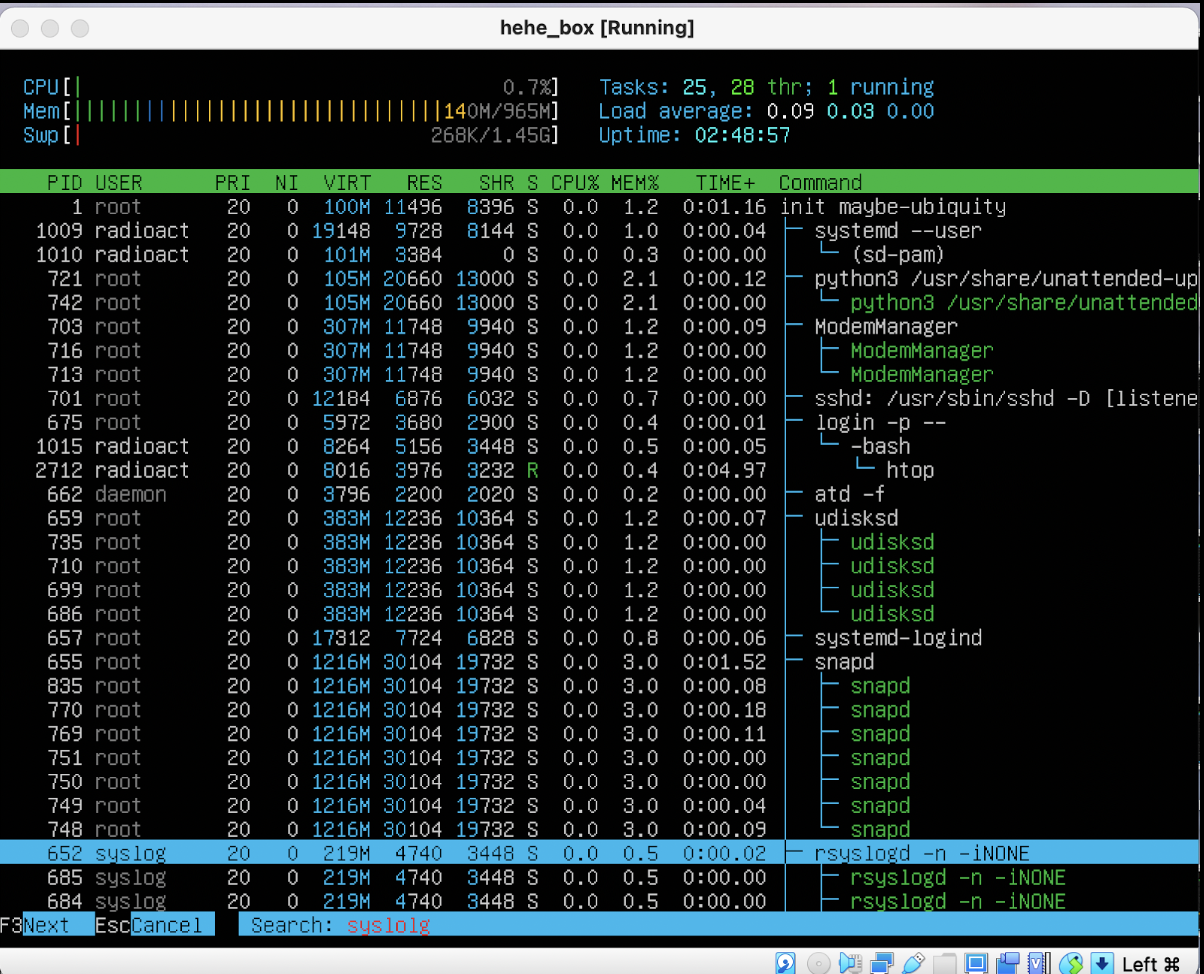 hehe_box [Running]
CPU[| 0.7%] Tasks: 25, 28 thr; 1 running
Mem[||||||||||||||||||||||||||||||140M/965M] Load average: 0.09 0.03 0.00
Swp[| 268K/1.45G] Uptime: 02:48:57
PID USER PRI NI VIRT RES SHR S CPU% MEM% TIME+ Command
1 root 20 0 100M 11496 8396 S 0.0 1.2 0:01.16 init maybe-ubiquity
1009 radioact 20 0 19148 9728 8144 S 0.0 1.0 0:00.04 ├─ systemd --user
1010 radioact 20 0 101M 3384 0 S 0.0 0.3 0:00.00 │ └─ (sd-pam)
721 root 20 0 105M 20660 13000 S 0.0 2.1 0:00.12 ├─ python3 /usr/share/unattended-up
742 root 20 0 105M 20660 13000 S 0.0 2.1 0:00.00 │ └─ python3 /usr/share/unattended
703 root 20 0 307M 11748 9940 S 0.0 1.2 0:00.09 ├─ ModemManager
716 root 20 0 307M 11748 9940 S 0.0 1.2 0:00.00 │ ├─ ModemManager
713 root 20 0 307M 11748 9940 S 0.0 1.2 0:00.00 │ └─ ModemManager
701 root 20 0 12184 6876 6032 S 0.0 0.7 0:00.00 ├─ sshd: /usr/sbin/sshd -D [listene
675 root 20 0 5972 3680 2900 S 0.0 0.4 0:00.01 ├─ login -p --
1015 radioact 20 0 8264 5156 3448 S 0.0 0.5 0:00.05 │ └─ -bash
2712 radioact 20 0 8016 3976 3232 R 0.0 0.4 0:04.97 │ └─ htop
662 daemon 20 0 3796 2200 2020 S 0.0 0.2 0:00.00 ├─ atd -f
659 root 20 0 383M 12236 10364 S 0.0 1.2 0:00.07 ├─ udisksd
735 root 20 0 383M 12236 10364 S 0.0 1.2 0:00.00 │ ├─ udisksd
710 root 20 0 383M 12236 10364 S 0.0 1.2 0:00.00 │ ├─ udisksd
699 root 20 0 383M 12236 10364 S 0.0 1.2 0:00.00 │ ├─ udisksd
686 root 20 0 383M 12236 10364 S 0.0 1.2 0:00.00 │ └─ udisksd
657 root 20 0 17312 7724 6828 S 0.0 0.8 0:00.06 ├─ systemd-logind
655 root 20 0 1216M 30104 19732 S 0.0 3.0 0:01.52 ├─ snapd
835 root 20 0 1216M 30104 19732 S 0.0 3.0 0:00.08 │ ├─ snapd
770 root 20 0 1216M 30104 19732 S 0.0 3.0 0:00.18 │ ├─ snapd
769 root 20 0 1216M 30104 19732 S 0.0 3.0 0:00.11 │ ├─ snapd
751 root 20 0 1216M 30104 19732 S 0.0 3.0 0:00.00 │ ├─ snapd
750 root 20 0 1216M 30104 19732 S 0.0 3.0 0:00.00 │ ├─ snapd
749 root 20 0 1216M 30104 19732 S 0.0 3.0 0:00.04 │ ├─ snapd
748 root 20 0 1216M 30104 19732 S 0.0 3.0 0:00.09 │ └─ snapd
652 syslog 20 0 219M 4740 3448 S 0.0 0.5 0:00.02 ├─ rsyslogd -n -iNONE
685 syslog 20 0 219M 4740 3448 S 0.0 0.5 0:00.00 │ ├─ rsyslogd -n -iNONE
684 syslog 20 0 219M 4740 3448 S 0.0 0.5 0:00.00 │ ├─ rsyslogd -n -iNONE
F3Next EscCancel Search: syslolg
Left ⌘